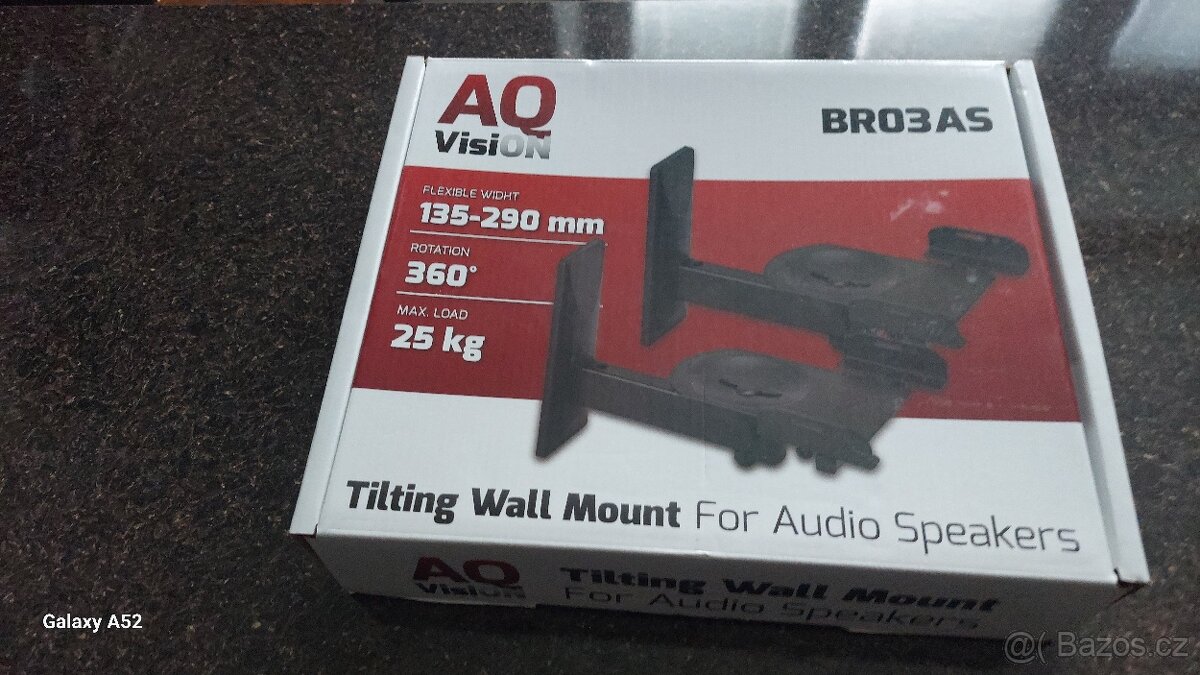 AQ
VisiON
BR03AS
FLEXIBLE WIDHT
135-290 mm
ROTATION
360°
MAX. LOAD
25 kg
Tilting Wall Mount For Audio Speakers
AQ
VisiON
Tilting Wall Mount
For Audio Speakers
Galaxy A52
@( Bazos.cz